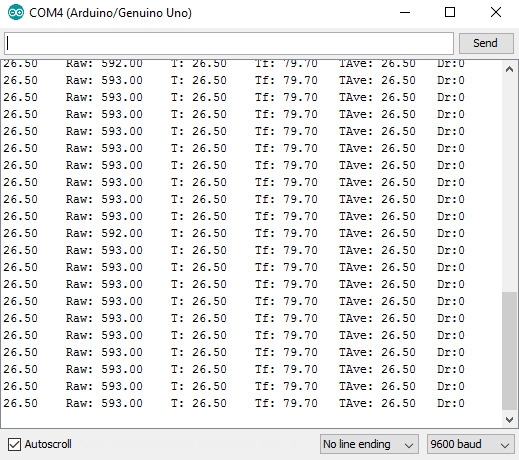 COM4 (Arduino/Genuino Uno)
Send
26.50 Raw: 592.00 T: 26.50 Tf: 79.70 TAve: 26.50 Dr:0
26.50 Raw: 593.00 T: 26.50 Tf: 79.70 TAve: 26.50 Dr:0
26.50 Raw: 593.00 T: 26.50 Tf: 79.70 TAve: 26.50 Dr:0
26.50 Raw: 593.00 T: 26.50 Tf: 79.70 TAve: 26.50 Dr:0
26.50 Raw: 593.00 T: 26.50 Tf: 79.70 TAve: 26.50 Dr:0
26.50 Raw: 593.00 T: 26.50 Tf: 79.70 TAve: 26.50 Dr:0
26.50 Raw: 593.00 T: 26.50 Tf: 79.70 TAve: 26.50 Dr:0
26.50 Raw: 593.00 T: 26.50 Tf: 79.70 TAve: 26.50 Dr:0
26.50 Raw: 593.00 T: 26.50 Tf: 79.70 TAve: 26.50 Dr:0
26.50 Raw: 593.00 T: 26.50 Tf: 79.70 TAve: 26.50 Dr:0
26.50 Raw: 592.00 T: 26.50 Tf: 79.70 TAve: 26.50 Dr:0
26.50 Raw: 593.00 T: 26.50 Tf: 79.70 TAve: 26.50 Dr:0
26.50 Raw: 593.00 T: 26.50 Tf: 79.70 TAve: 26.50 Dr:0
26.50 Raw: 593.00 T: 26.50 Tf: 79.70 TAve: 26.50 Dr:0
26.50 Raw: 593.00 T: 26.50 Tf: 79.70 TAve: 26.50 Dr:0
26.50 Raw: 593.00 T: 26.50 Tf: 79.70 TAve: 26.50 Dr:0
26.50 Raw: 593.00 T: 26.50 Tf: 79.70 TAve: 26.50 Dr:0
26.50 Raw: 593.00 T: 26.50 Tf: 79.70 TAve: 26.50 Dr:0
26.50 Raw: 593.00 T: 26.50 Tf: 79.70 TAve: 26.50 Dr:0
26.50 Raw: 593.00 T: 26.50 Tf: 79.70 TAve: 26.50 Dr:0
26.50 Raw: 593.00 T: 26.50 Tf: 79.70 TAve: 26.50 Dr:0
Autoscroll No line ending 9600 baud